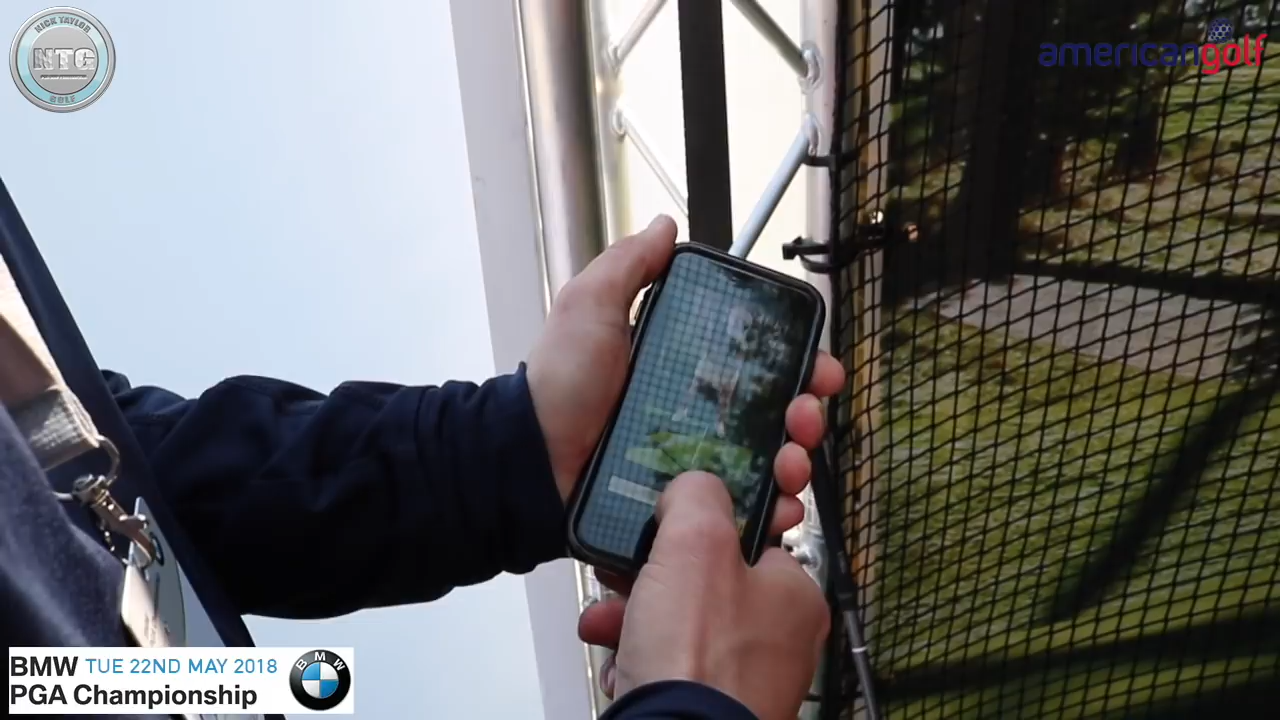 NICK TAYLOR
NTG
GOLF
americangolf
BMW TUE 22ND MAY 2018
PGA Championship
BMW